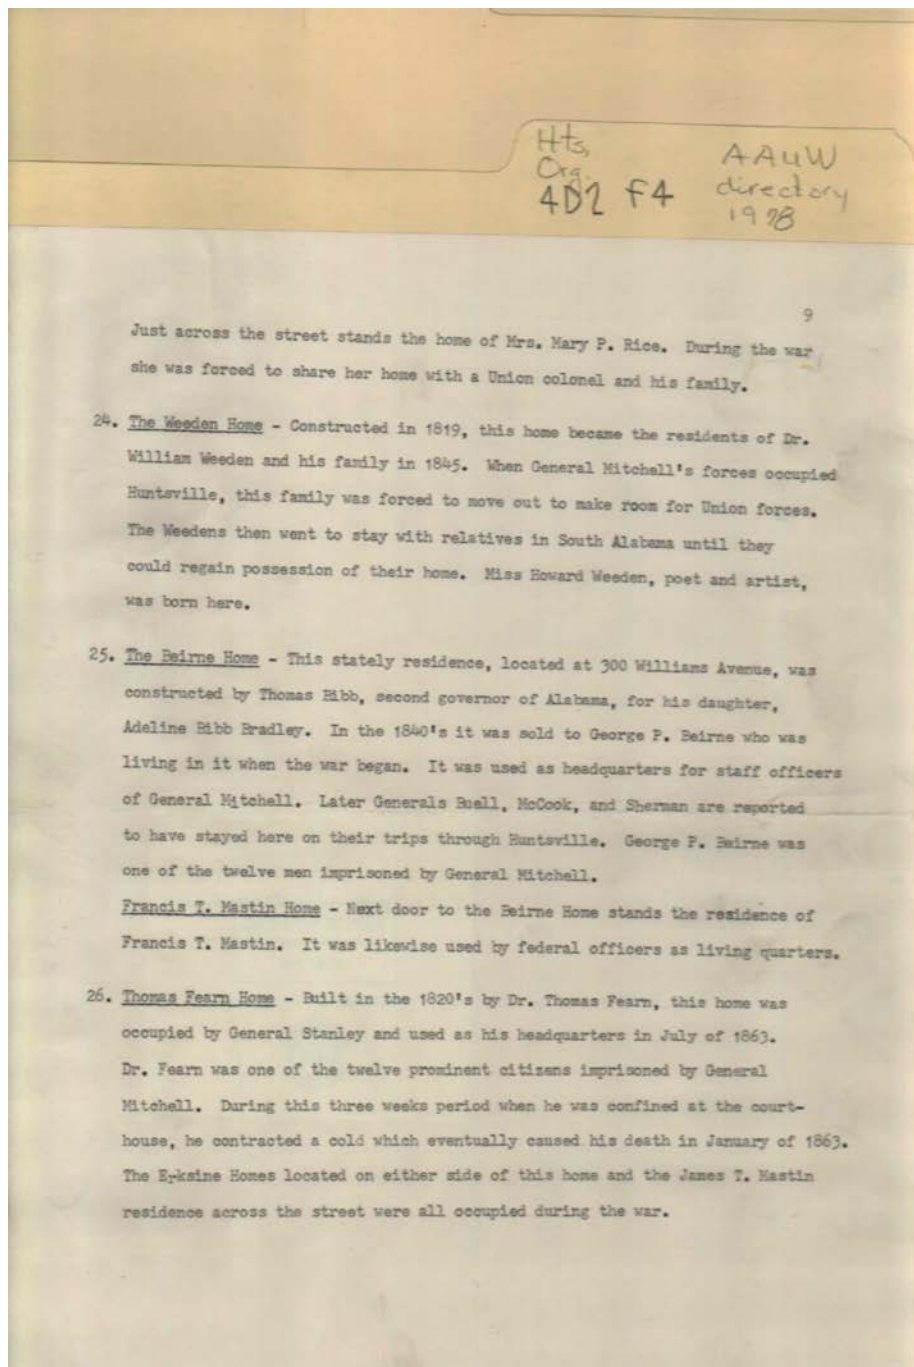 Hts,
Org.
4D2 F4
AAUW
directory
1978
9
Just across the street stands the home of Mrs. Mary P. Rice. During the war
she was forced to share her home with a Union colonel and his family.
24. The Weeden Home - Constructed in 1819, this home became the residents of Dr.
William Weeden and his family in 1845. When General Mitchell's forces occupied
Huntsville, this family was forced to move out to make room for Union forces.
The Weedens then went to stay with relatives in South Alabama until they
could regain possession of their home. Miss Howard Weeden, poet and artist,
was born here.
25. The Beirne Home - This stately residence, located at 300 Williams Avenue, was
constructed by Thomas Bibb, second governor of Alabama, for his daughter,
Adeline Bibb Bradley. In the 1840's it was sold to George P. Beirne who was
living in it when the war began. It was used as headquarters for staff officers
of General Mitchell. Later Generals Buell, McCook, and Sherman are reported
to have stayed here on their trips through Huntsville. George P. Beirne was
one of the twelve men imprisoned by General Mitchell.
Francis T. Mastin Home - Next door to the Beirne Home stands the residence of
Francis T. Mastin. It was likewise used by federal officers as living quarters.
26. Thomas Fearn Home - Built in the 1820's by Dr. Thomas Fearn, this home was
occupied by General Stanley and used as his headquarters in July of 1863.
Dr. Fearn was one of the twelve prominent citizens imprisoned by General
Mitchell. During this three weeks period when he was confined at the court-
house, he contracted a cold which eventually caused his death in January of 1863.
The Erksine Homes located on either side of this home and the James T. Mastin
residence across the street were all occupied during the war.